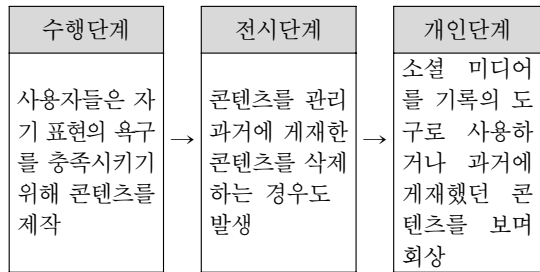 수행단계
사용자들은 자
기 표현의 욕구
를 충족시키기
위해 콘텐츠를
제작
→
전시단계
콘텐츠를 관리
과거에 게재한
콘텐츠를 삭제
하는 경우도
발생
→
개인단계
소셜 미디어
를 기록의 도
구로 사용하
거나 과거에
게재했던 콘
텐츠를 보며
회상